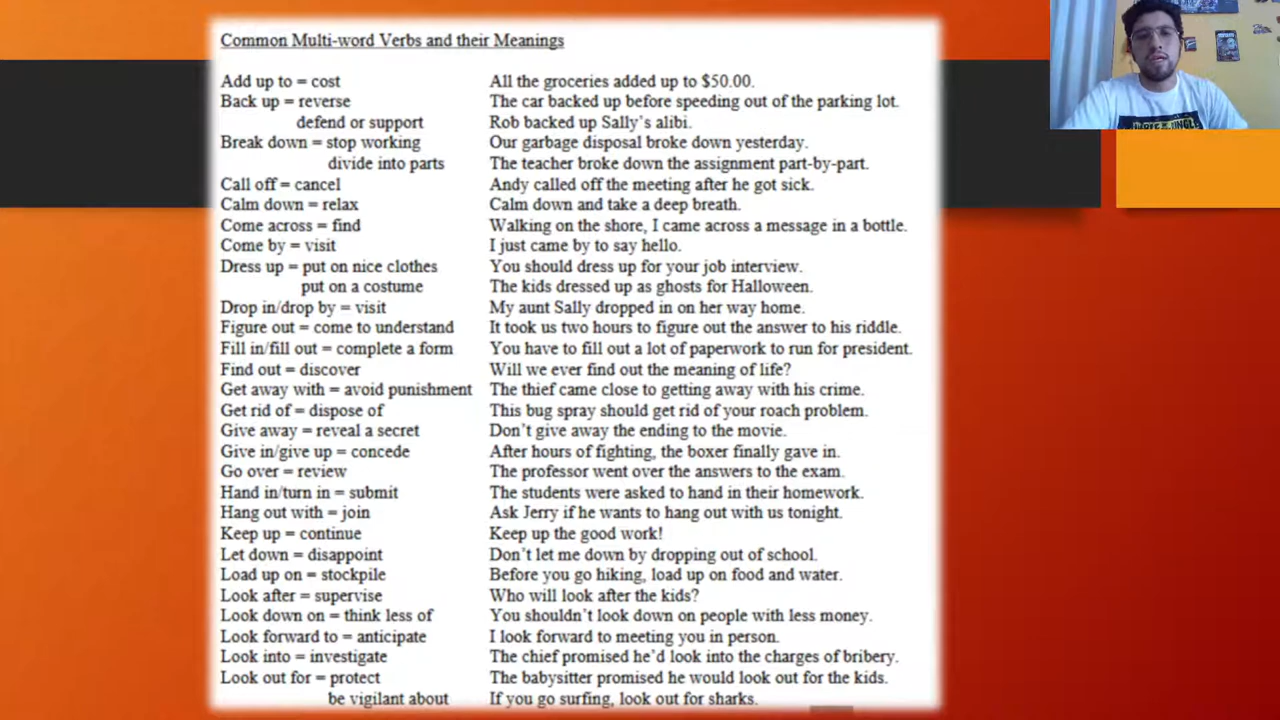 Common Multi-word Verbs and their Meanings
Add up to = cost All the groceries added up to $50.00.
Back up = reverse The car backed up before speeding out of the parking lot.
defend or support Rob backed up Sally's alibi.
Break down = stop working Our garbage disposal broke down yesterday.
divide into parts The teacher broke down the assignment part-by-part.
Call off = cancel Andy called off the meeting after he got sick.
Calm down = relax Calm down and take a deep breath.
Come across = find Walking on the shore, I came across a message in a bottle.
Come by = visit I just came by to say hello.
Dress up = put on nice clothes You should dress up for your job interview.
put on a costume The kids dressed up as ghosts for Halloween.
Drop in/drop by = visit My aunt Sally dropped in on her way home.
Figure out = come to understand It took us two hours to figure out the answer to his riddle.
Fill in/fill out = complete a form You have to fill out a lot of paperwork to run for president.
Find out = discover Will we ever find out the meaning of life?
Get away with = avoid punishment The thief came close to getting away with his crime.
Get rid of = dispose of This bug spray should get rid of your roach problem.
Give away = reveal a secret Don't give away the ending to the movie.
Give in/give up = concede After hours of fighting, the boxer finally gave in.
Go over = review The professor went over the answers to the exam.
Hand in/turn in = submit The students were asked to hand in their homework.
Hang out with = join Ask Jerry if he wants to hang out with us tonight.
Keep up = continue Keep up the good work!
Let down = disappoint Don't let me down by dropping out of school.
Load up on = stockpile Before you go hiking, load up on food and water.
Look after = supervise Who will look after the kids?
Look down on = think less of You shouldn't look down on people with less money.
Look forward to = anticipate I look forward to meeting you in person.
Look into = investigate The chief promised he'd look into the charges of bribery.
Look out for = protect The babysitter promised he would look out for the kids.
be vigilant about If you go surfing, look out for sharks.